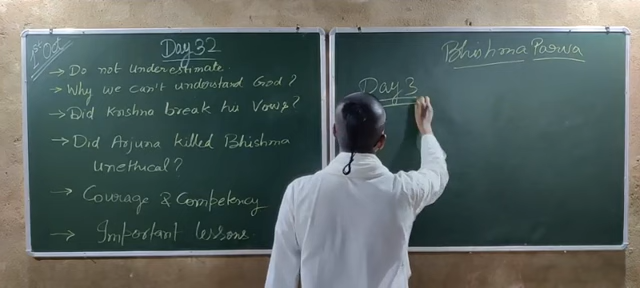 1st Oct
Day 32
→ Do not underestimate.
→ Why we can't understand God?
→ Did Krishna break his Vows?
→ Did Arjuna killed Bhishma
unethical?
→ Courage & Competency
→ Important lessons.
Bhishma Parwa
Day 3